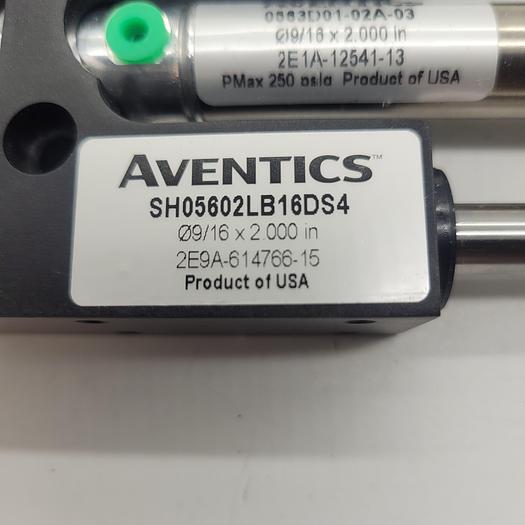 AVENTICS
0563D01-02A-03
Ø9/16 x 2.000 in
2E1A-12541-13
PMax 250 psig Product of USA
AVENTICS™
SH05602LB16DS4
Ø9/16 x 2.000 in
2E9A-614766-15
Product of USA